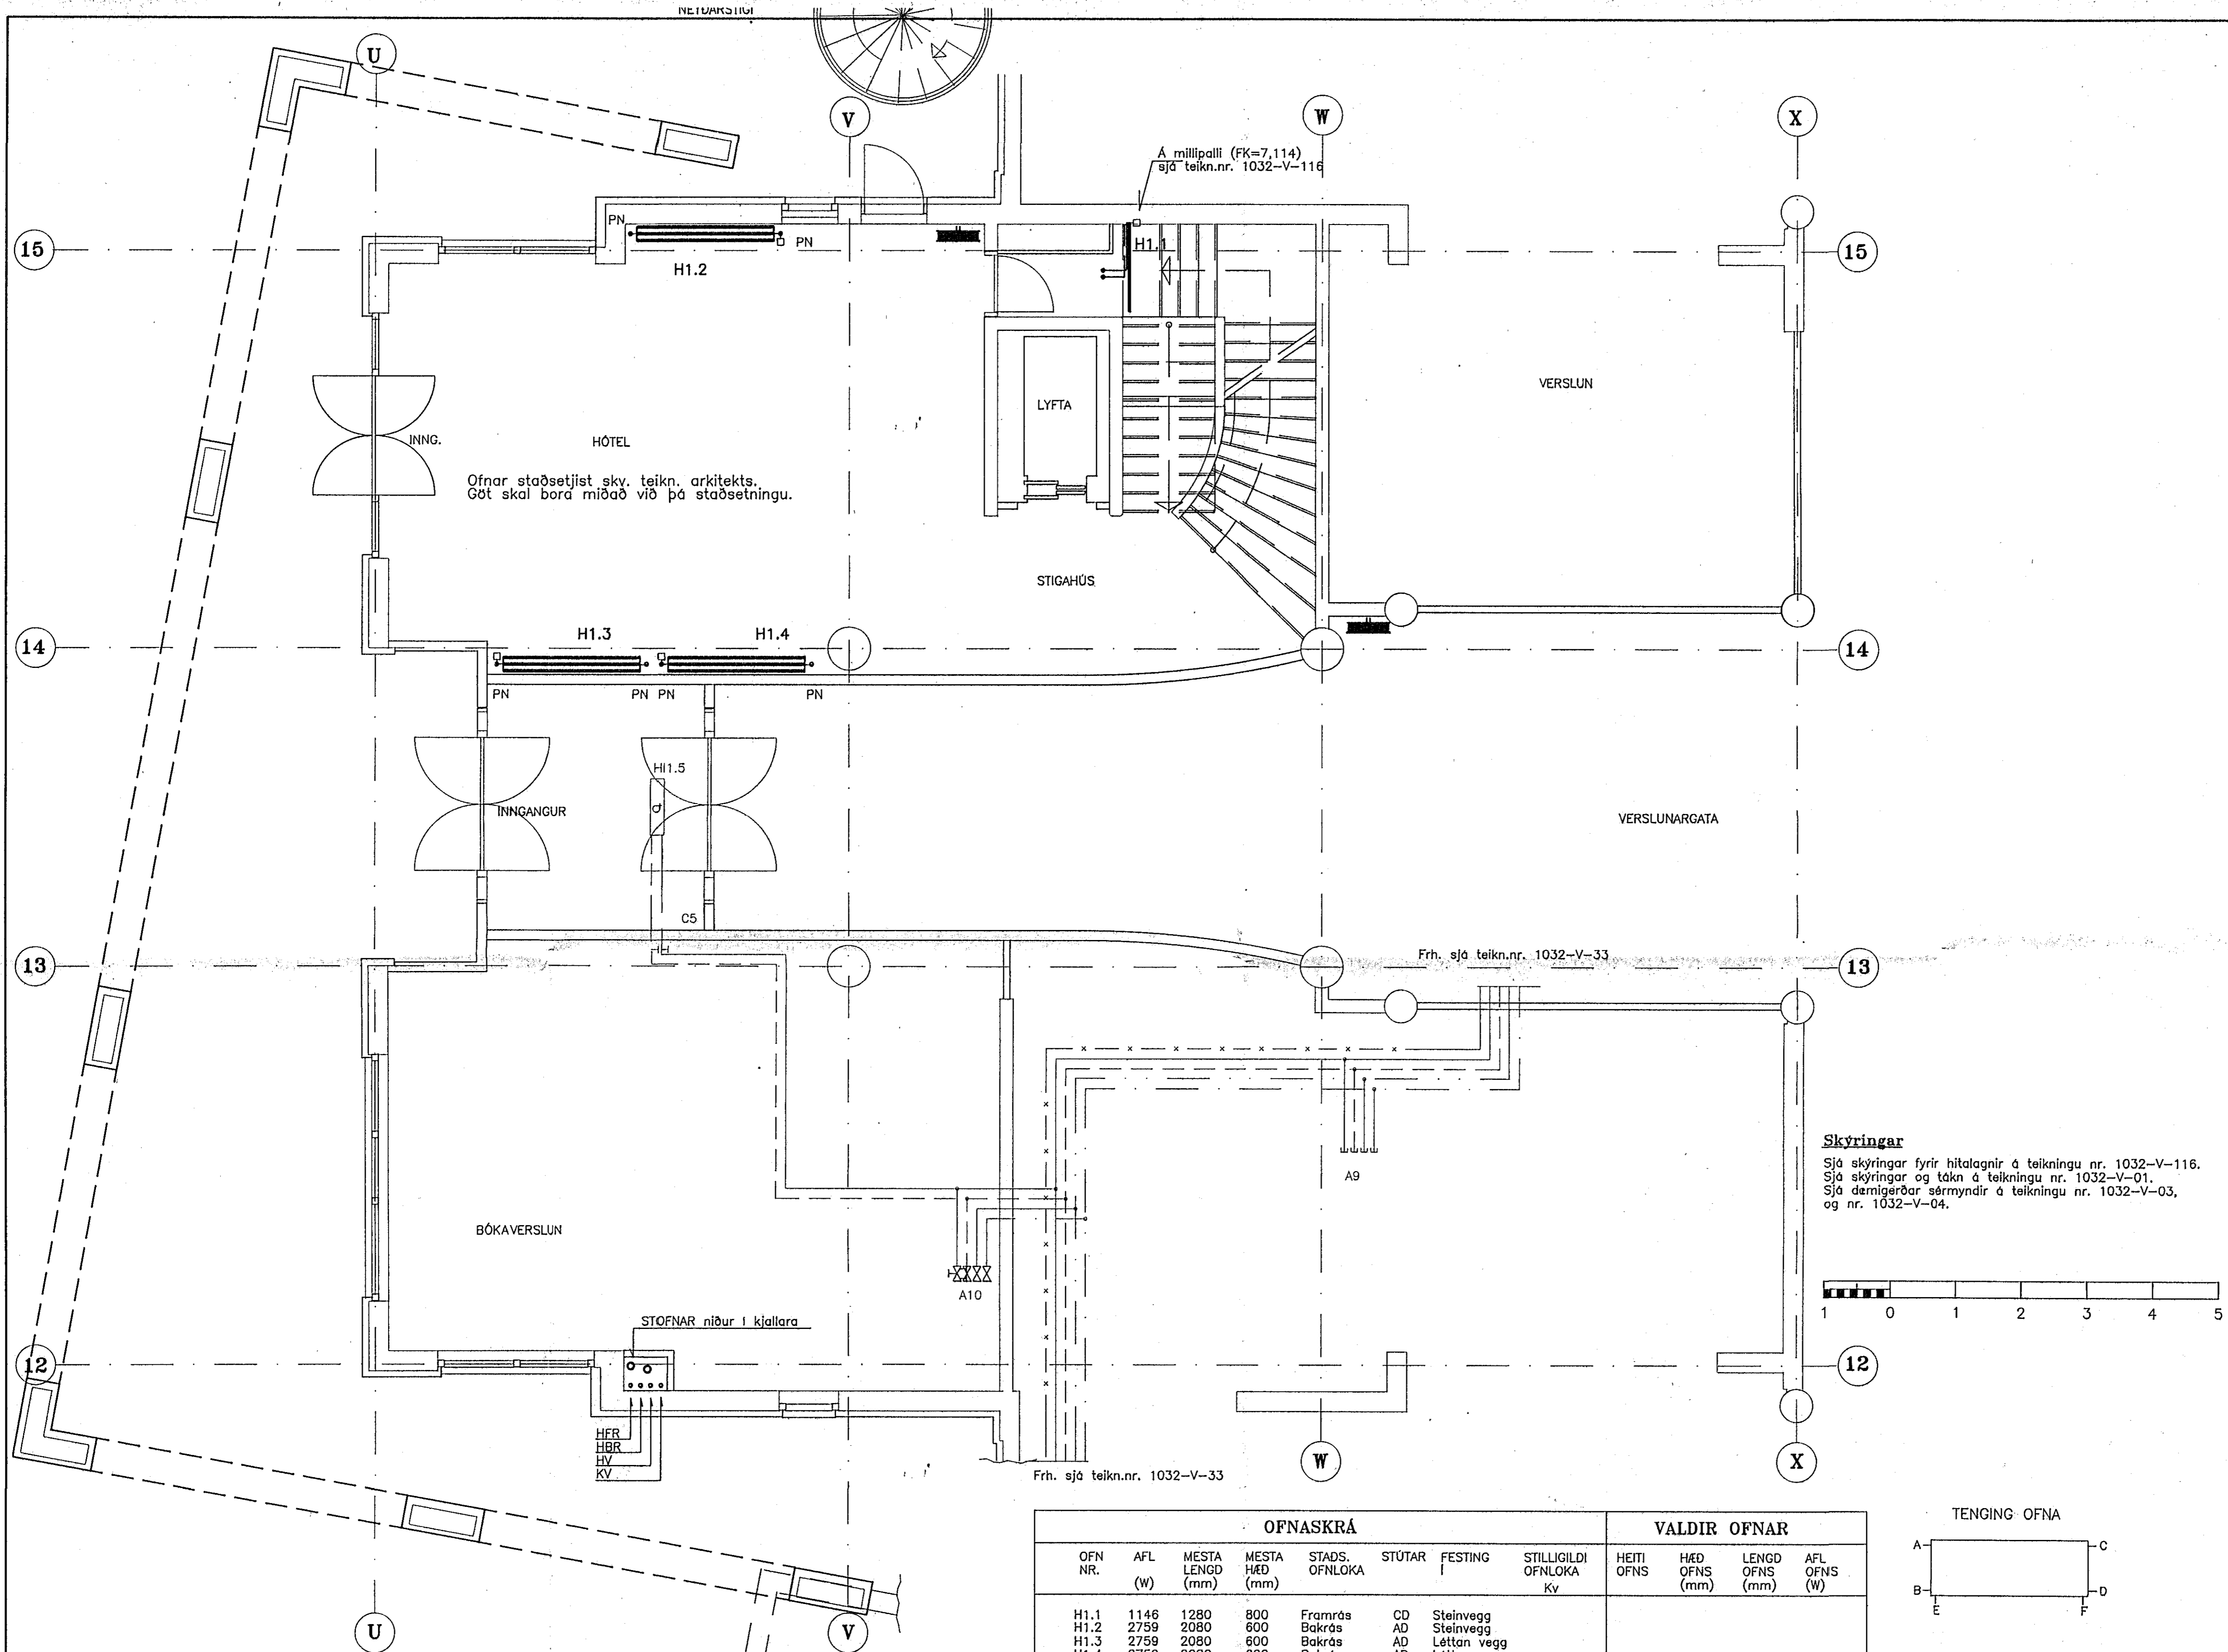 NEYÐARSTIGI
U
V
W
X
Á millipalli (FK=7,114)
sjá teikn.nr. 1032-V-116
15
PN
PN
H1.2
H1.1
15
VERSLUN
LYFTA
INNG.
HÓTEL
Ofnar staðsetjist skv. teikn. arkitekts.
Göt skal bora miðað við þá staðsetningu.
STIGAHÚS
14
H1.3
H1.4
14
PN
PN
PN
PN
HI1.5
INNGANGUR
VERSLUNARGATA
C5
13
Frh. sjá teikn.nr. 1032-V-33
13
A9
Skýringar
Sjá skýringar fyrir hitalagnir á teikningu nr. 1032-V-116.
Sjá skýringar og tákn á teikningu nr. 1032-V-01.
Sjá dæmigerðar sérmyndir á teikningu nr. 1032-V-03,
og nr. 1032-V-04.
BÓKAVERSLUN
A10
1 0 1 2 3 4 5
STOFNAR niður í kjallara
12
12
HFR
HBR
HV
KV
W
X
Frh. sjá teikn.nr. 1032-V-33
U
V
OFNASKRÁ
VALDIR OFNAR
OFN NR. AFL (W) MESTA LENGD (mm) MESTA HÆÐ (mm) STAÐS. OFNLOKA STÚTAR FESTING Í STILLIGILDI OFNLOKA Kv HEITI OFNS HÆÐ OFNS (mm) LENGD OFNS (mm) AFL OFNS (W)
H1.1 1146 1280 800 Framrás CD Steinvegg
H1.2 2759 2080 600 Bakrás AD Steinvegg
H1.3 2759 2080 600 Bakrás AD Léttan vegg
TENGING OFNA
A
C
B
D
E
F